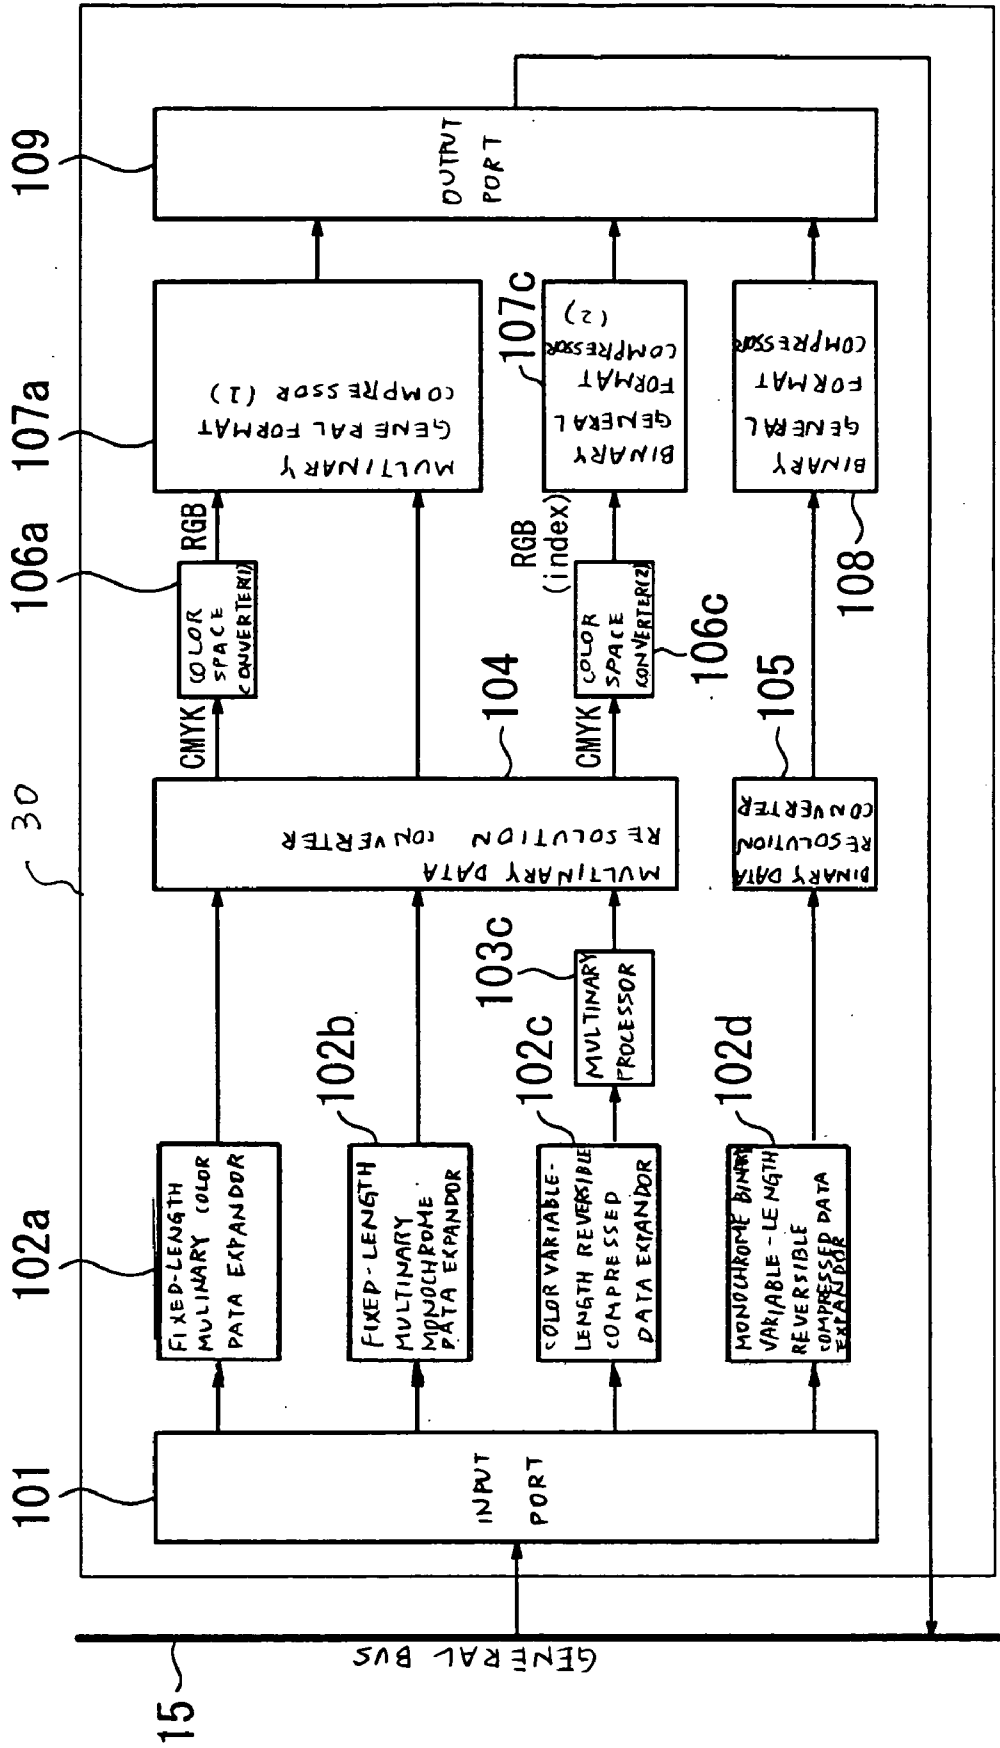 30
101
INPUT
PORT
102a
FIXED-LENGTH
MULINARY COLOR
DATA EXPANDOR
102b
FIXED-LENGTH
MULTINARY
MONOCHROME
DATA EXPANDOR
102c
COLOR VARIABLE-
LENGTH REVERSIBLE
COMPRESSED
DATA EXPANDOR
102d
MONOCHROME BINARY
VARIABLE-LENGTH
REVERSIBLE
COMPRESSED DATA
EXPANDOR
103c
MULTINARY
PROCESSOR
104
MULTINARY DATA
RESOLUTION CONVERTER
105
BINARY DATA
RESOLUTION
CONVERTER
CMYK
106a
COLOR
SPACE
CONVERTER(1)
RGB
CMYK
106c
COLOR
SPACE
CONVERTER(2)
RGB
(index)
107a
MULTINARY
GENERAL FORMAT
COMPRESSOR (1)
107c
BINARY
GENERAL
FORMAT
COMPRESSOR
(2)
108
BINARY
GENERAL
FORMAT
COMPRESSOR
109
OUTPUT
PORT
15
GENERAL BUS